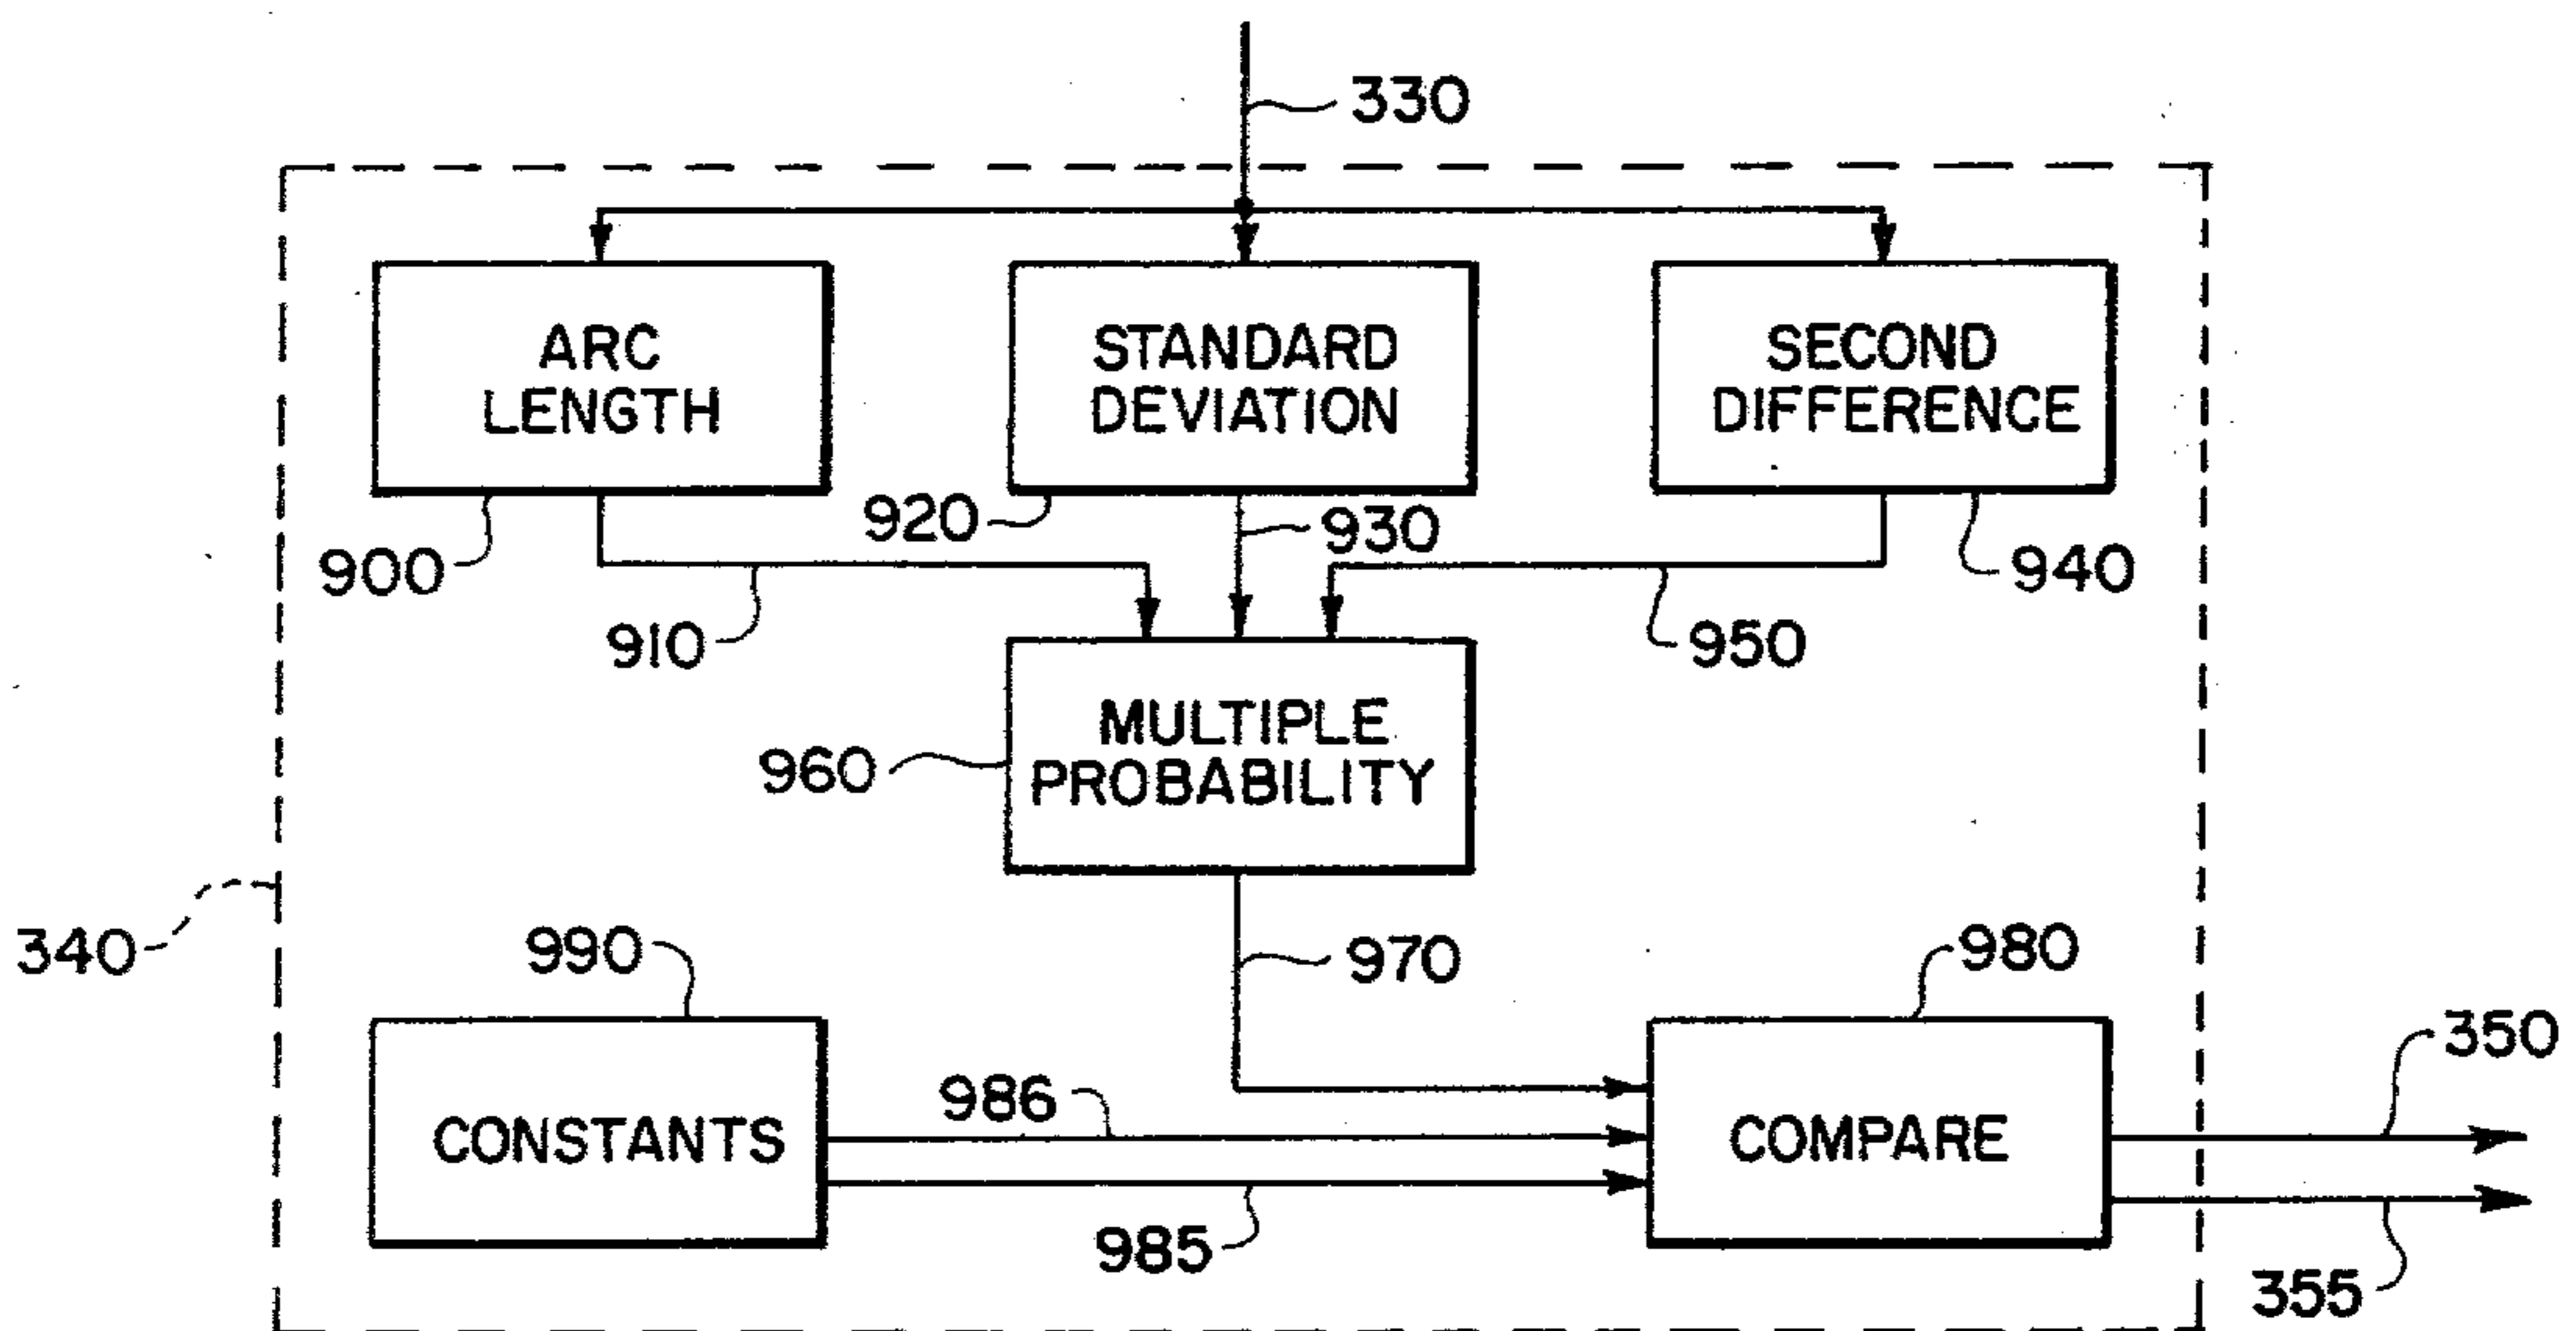 330
ARC
LENGTH
STANDARD
DEVIATION
SECOND
DIFFERENCE
900
910
920
930
940
950
MULTIPLE
PROBABILITY
960
340
990
970
980
350
CONSTANTS
986
985
COMPARE
355